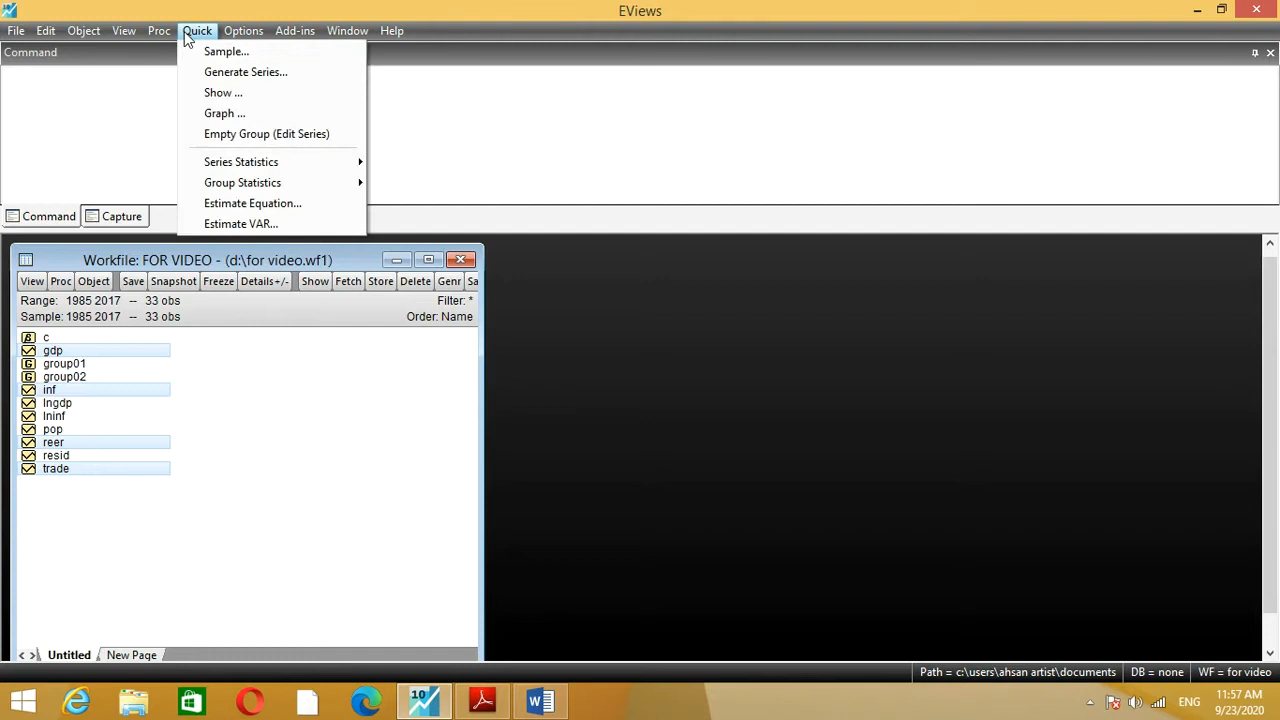 EViews
File Edit Object View Proc Quick Options Add-ins Window Help
Command
Sample...
Generate Series...
Show ...
Graph ...
Empty Group (Edit Series)
Series Statistics
Group Statistics
Estimate Equation...
Estimate VAR...
Command Capture
Workfile: FOR VIDEO - (d:\for video.wf1)
View Proc Object Save Snapshot Freeze Details+/- Show Fetch Store Delete Genr Sa
Range: 1985 2017 -- 33 obs Filter: *
Sample: 1985 2017 -- 33 obs Order: Name
c
gdp
group01
group02
inf
lngdp
lninf
pop
reer
resid
trade
Untitled New Page
Path = c:\users\ahsan artist\documents DB = none WF = for video
10 ENG 11:57 AM
9/23/2020